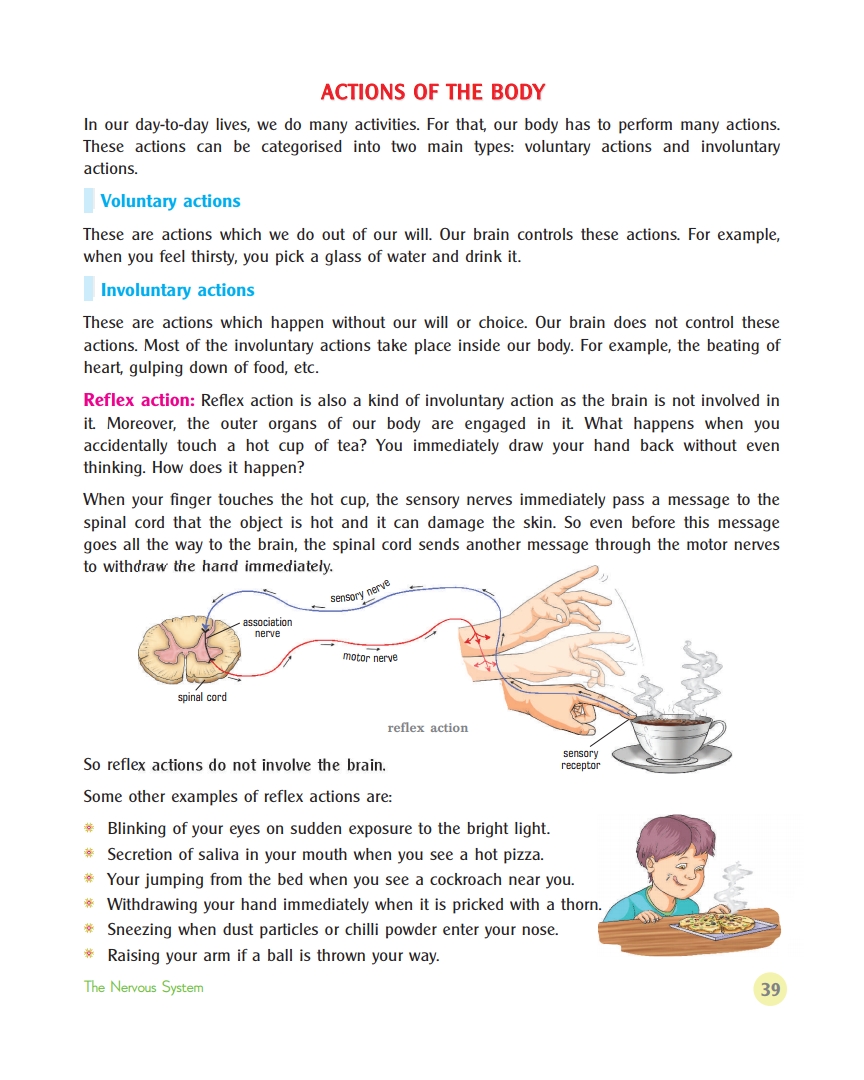 ACTIONS OF THE BODY
In our day-to-day lives, we do many activities. For that, our body has to perform many actions.
These actions can be categorised into two main types: voluntary actions and involuntary
actions.
Voluntary actions
These are actions which we do out of our will. Our brain controls these actions. For example,
when you feel thirsty, you pick a glass of water and drink it.
Involuntary actions
These are actions which happen without our will or choice. Our brain does not control these
actions. Most of the involuntary actions take place inside our body. For example, the beating of
heart, gulping down of food, etc.
Reflex action: Reflex action is also a kind of involuntary action as the brain is not involved in
it. Moreover, the outer organs of our body are engaged in it. What happens when you
accidentally touch a hot cup of tea? You immediately draw your hand back without even
thinking. How does it happen?
When your finger touches the hot cup, the sensory nerves immediately pass a message to the
spinal cord that the object is hot and it can damage the skin. So even before this message
goes all the way to the brain, the spinal cord sends another message through the motor nerves
to withdraw the hand immediately.
sensory nerve
association
nerve
motor nerve
spinal cord
reflex action
sensory
receptor
So reflex actions do not involve the brain.
Some other examples of reflex actions are:
Blinking of your eyes on sudden exposure to the bright light.
Secretion of saliva in your mouth when you see a hot pizza.
Your jumping from the bed when you see a cockroach near you.
Withdrawing your hand immediately when it is pricked with a thorn.
Sneezing when dust particles or chilli powder enter your nose.
Raising your arm if a ball is thrown your way.
The Nervous System
39